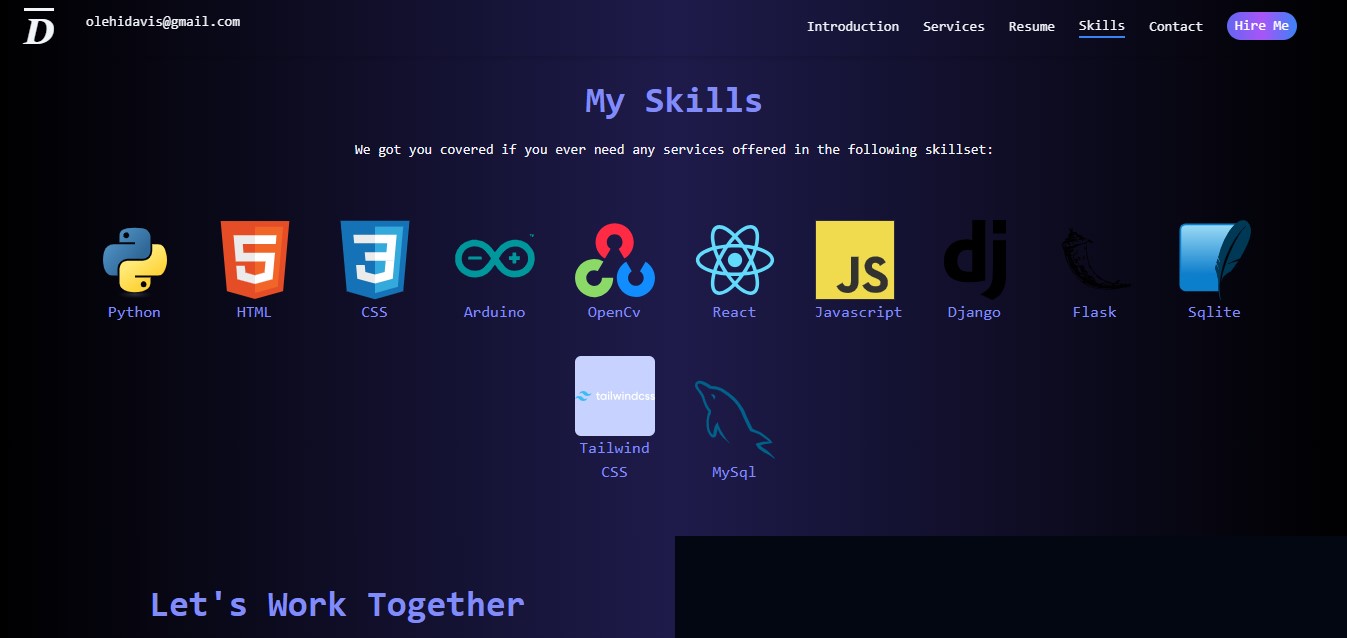 D
olehidavis@gmail.com
Introduction Services Resume Skills Contact Hire Me
My Skills
We got you covered if you ever need any services offered in the following skillset:
5 3 JS dj
Python HTML CSS Arduino OpenCv React Javascript Django Flask Sqlite
tailwindcss
Tailwind
CSS MySql
Let's Work Together